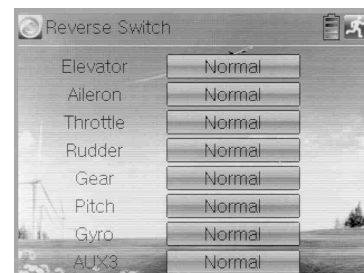 Reverse Switch
Elevator Normal
Aileron Normal
Throttle Normal
Rudder Normal
Gear Normal
Pitch Normal
Gyro Normal
AUX3 Normal